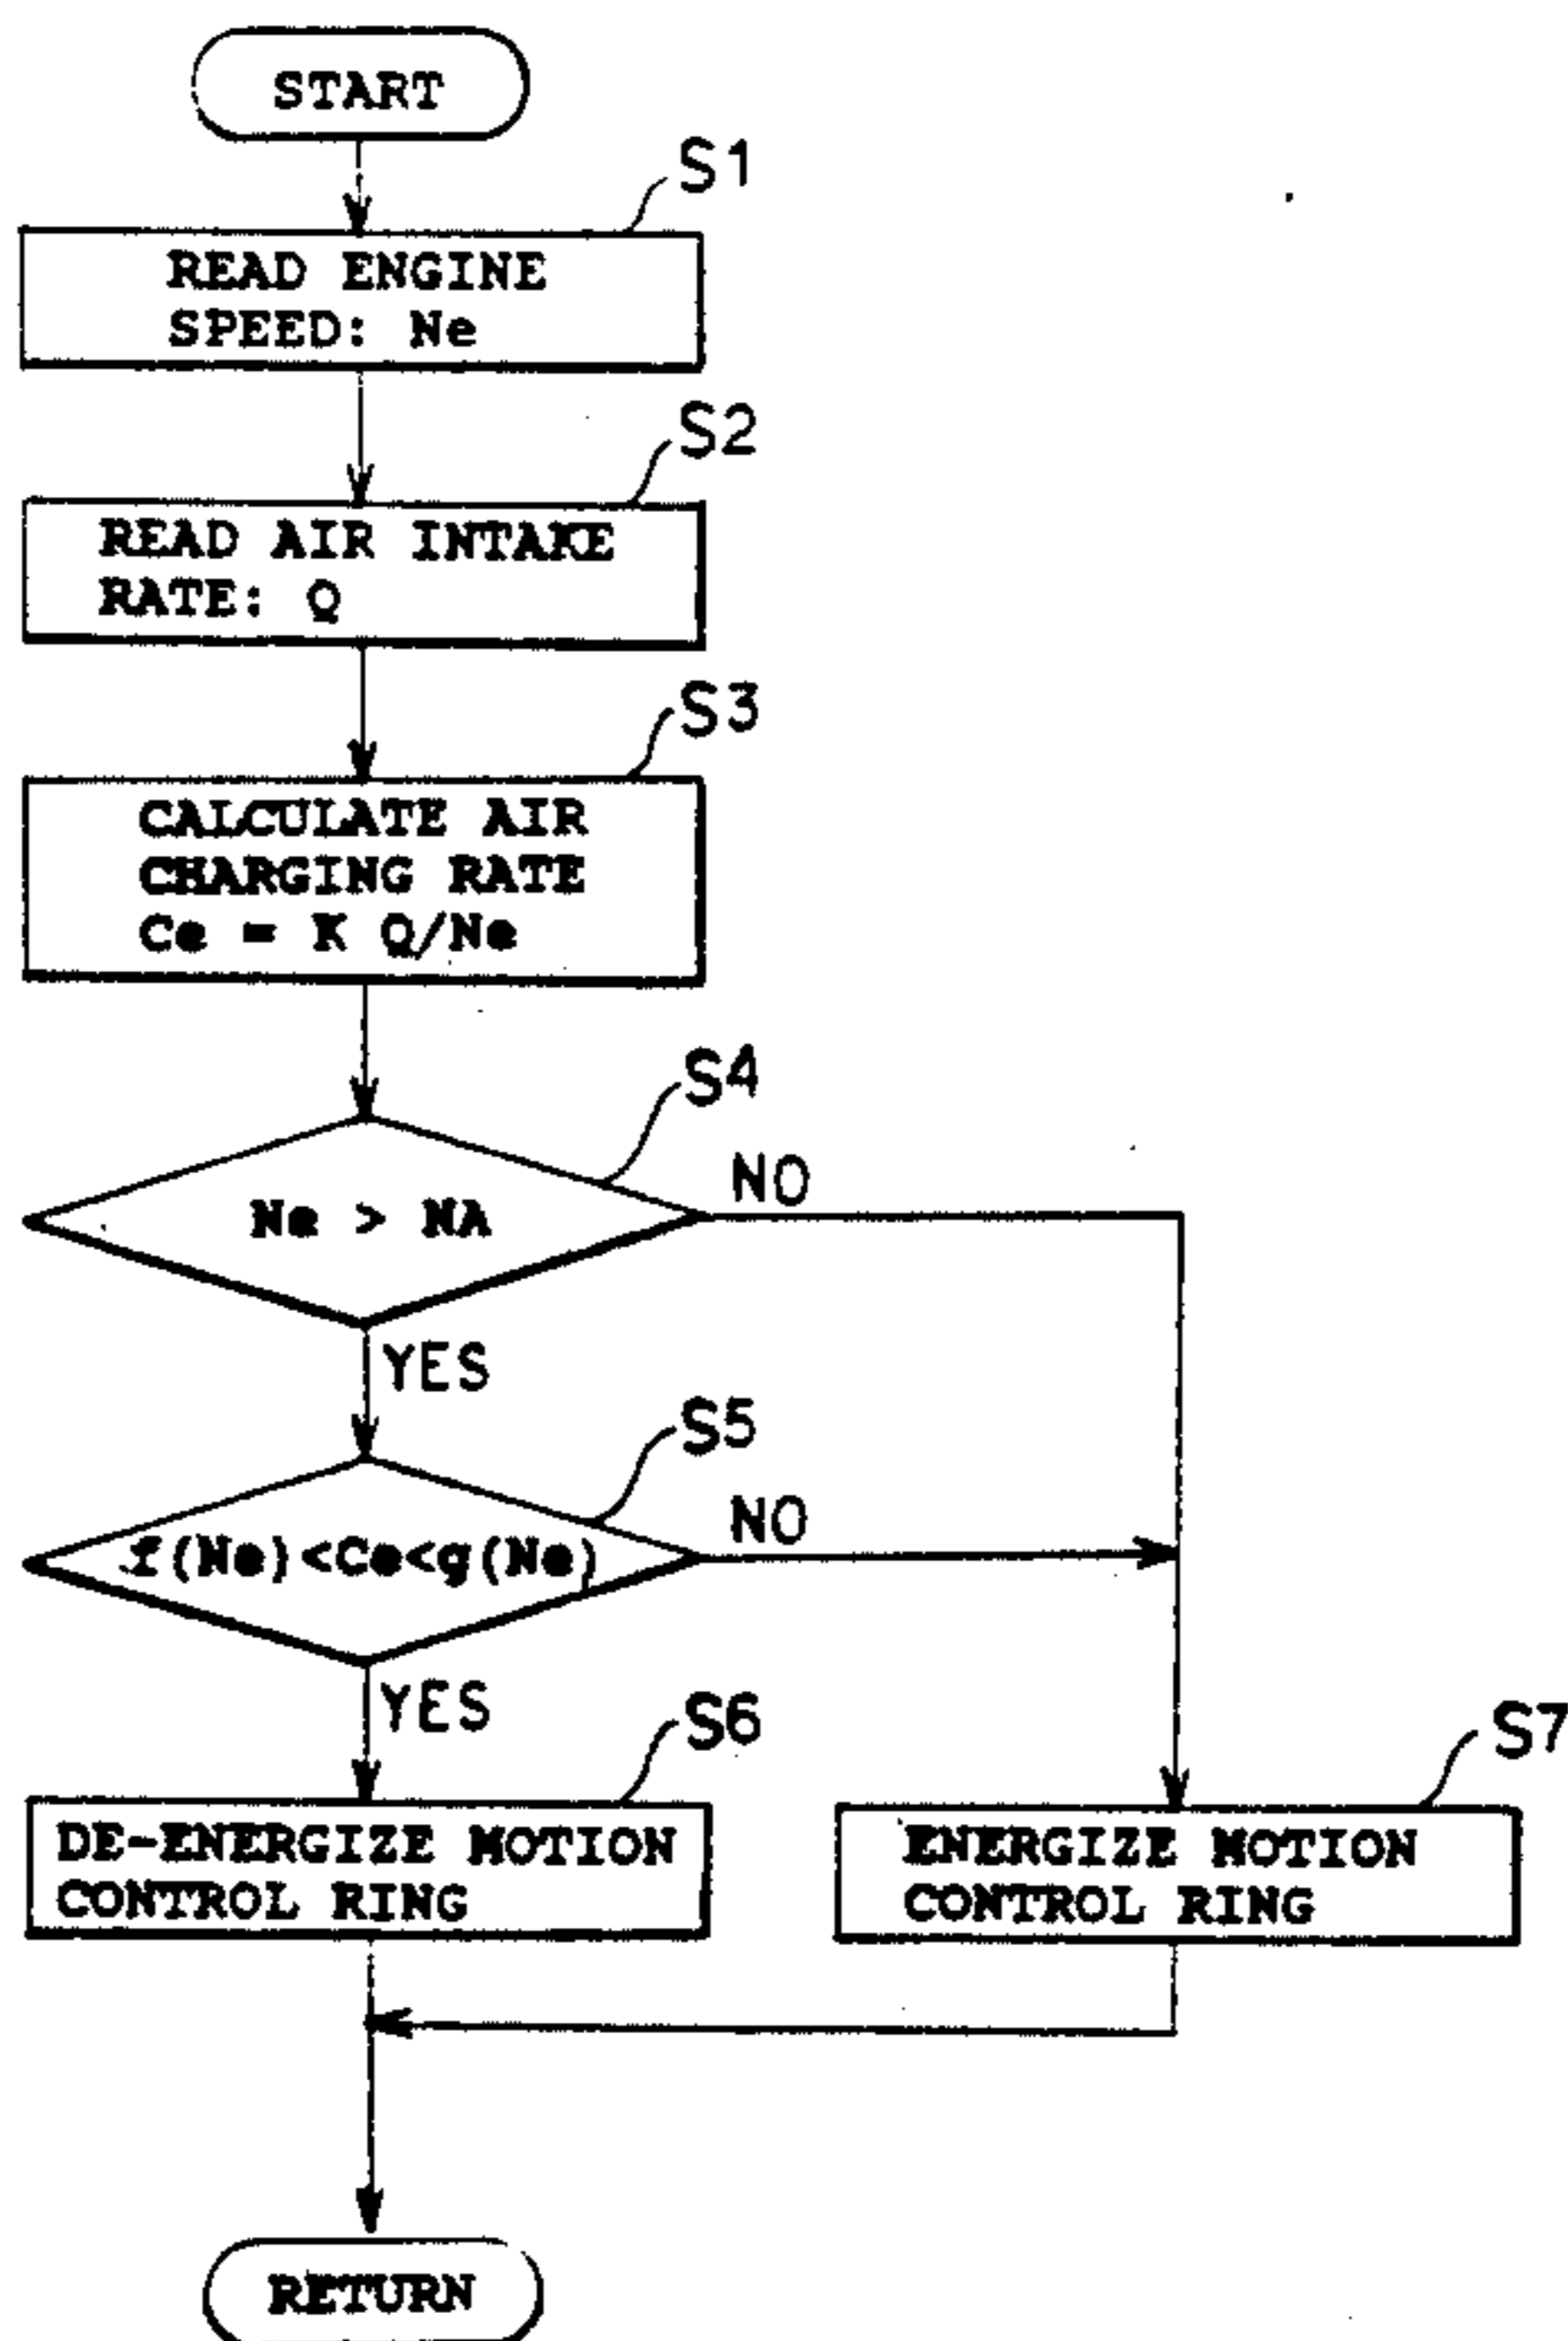 START
S1
READ ENGINE
SPEED: Ne
S2
READ AIR INTAKE
RATE: Q
S3
CALCULATE AIR
CHARGING RATE
Ce = K Q/Ne
S4
Ne > NA
NO
YES
S5
f(Ne)<Ce<g(Ne)
NO
YES
S6
DE-ENERGIZE MOTION
CONTROL RING
S7
ENERGIZE MOTION
CONTROL RING
RETURN